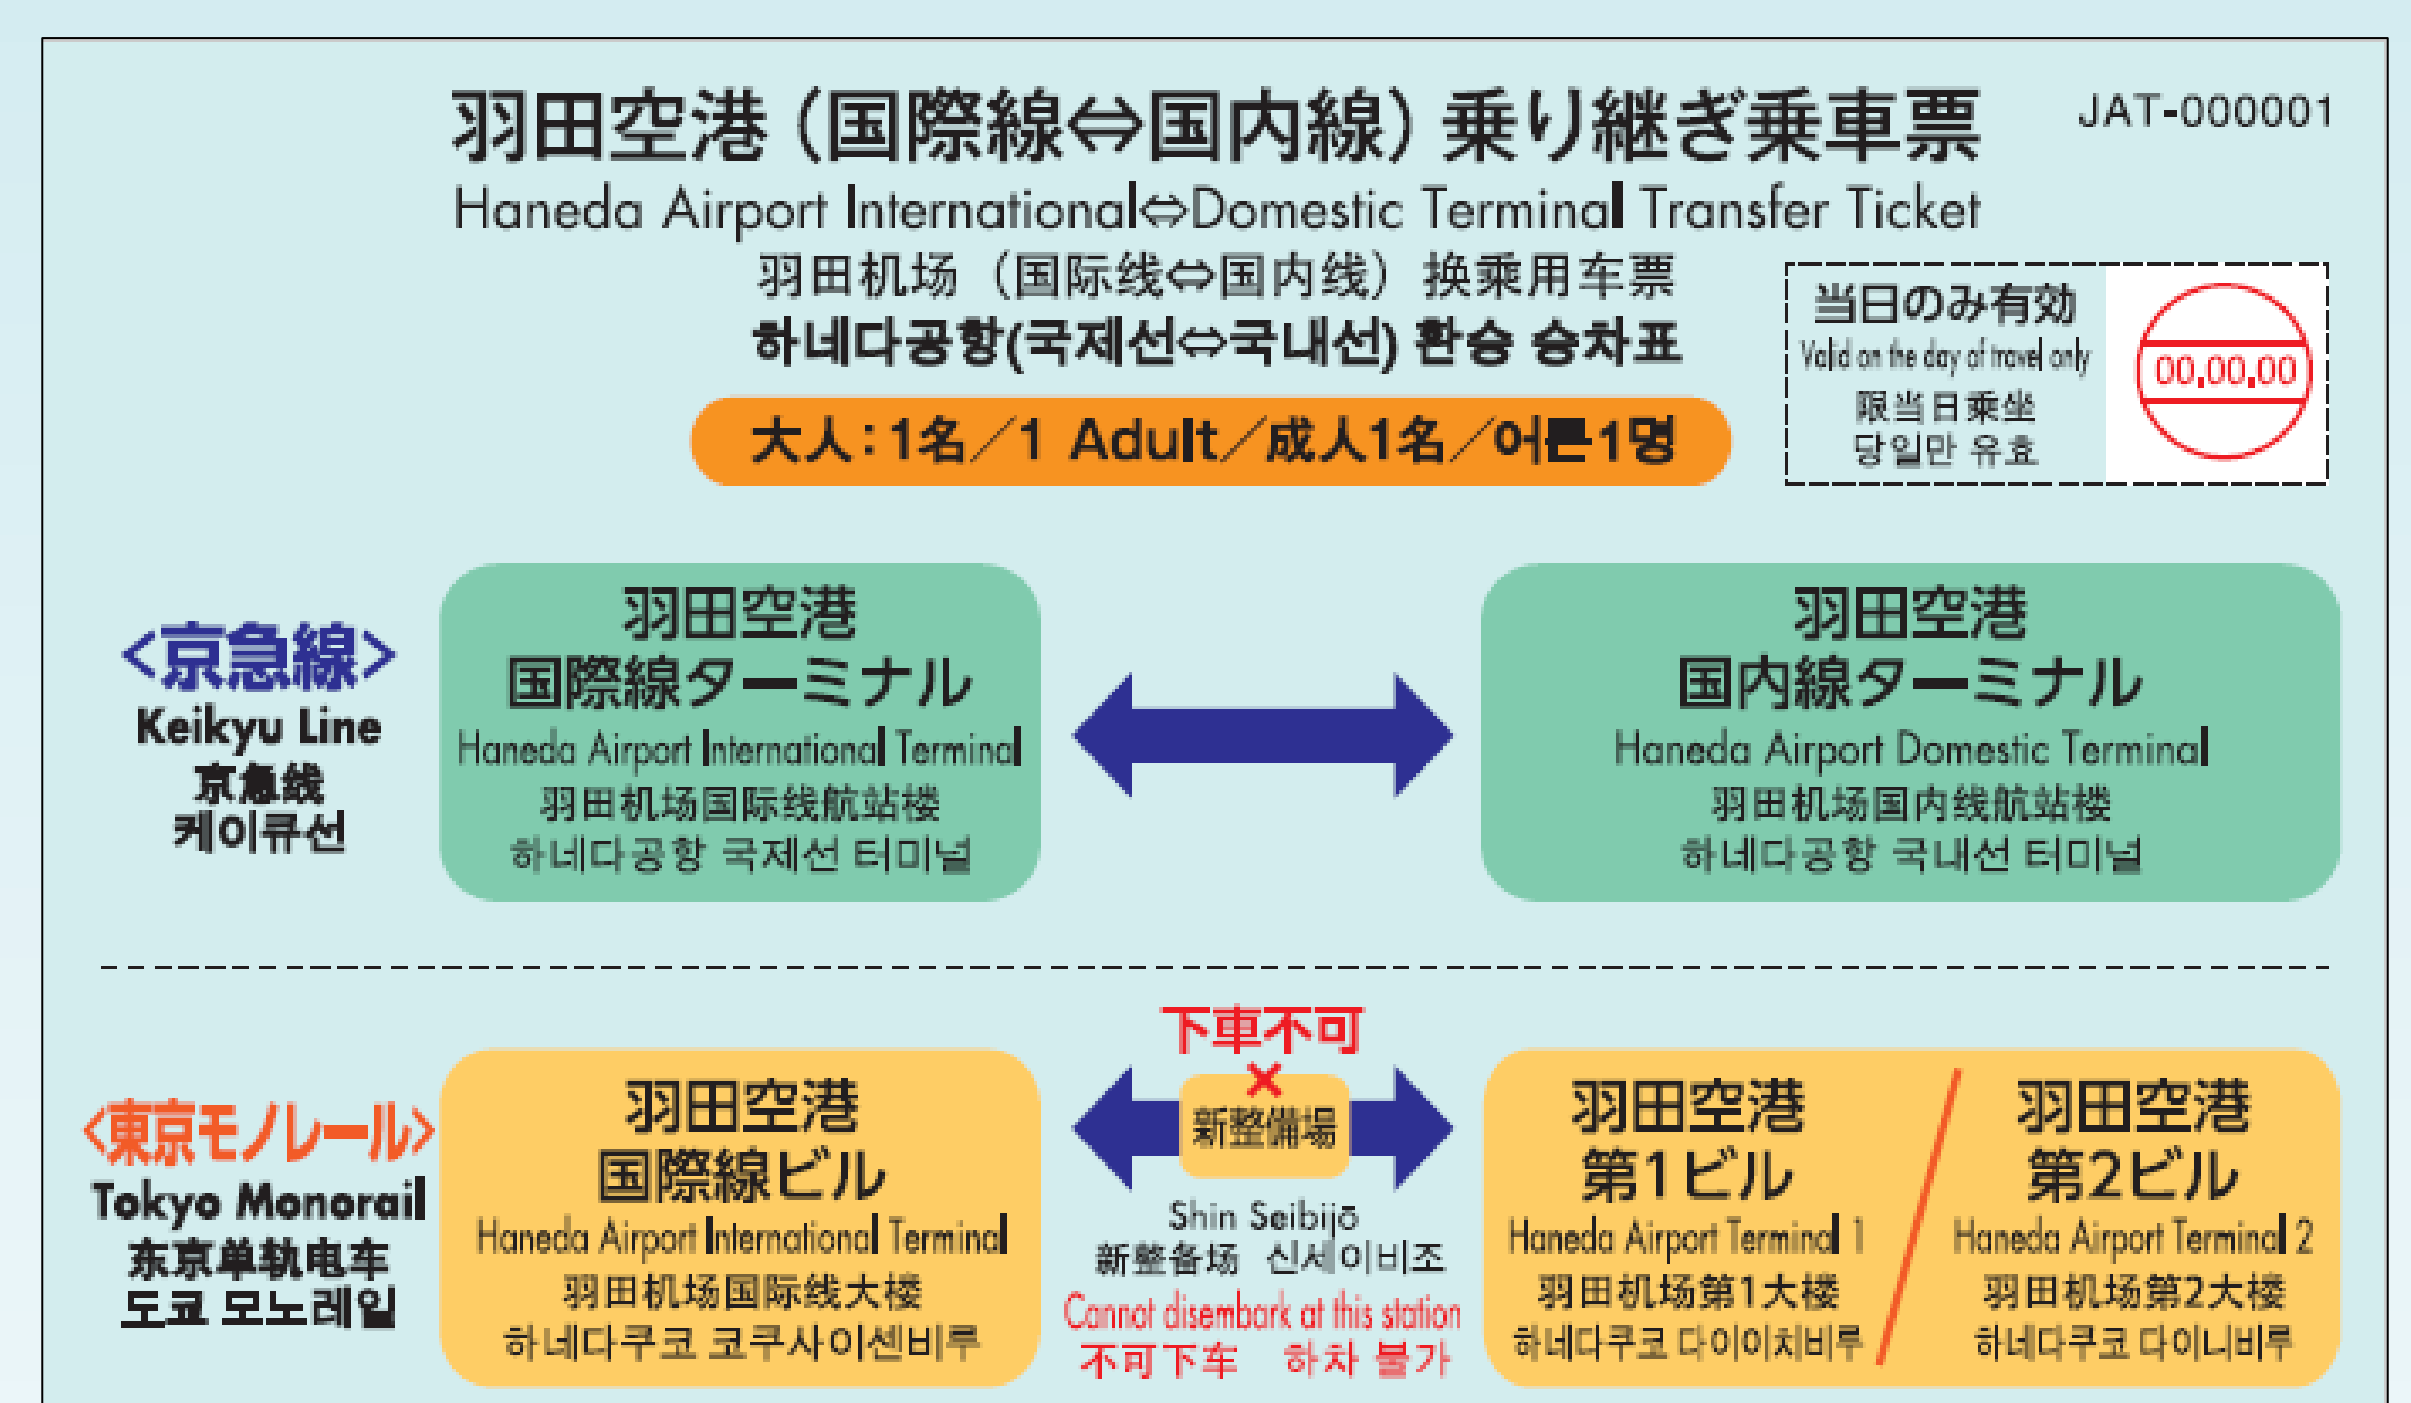 羽田空港（国際線⇔国内線）乗り継ぎ乗車票
JAT-000001
Haneda Airport International⇔Domestic Terminal Transfer Ticket
羽田机场（国际线⇔国内线）换乘用车票
하네다공항(국제선⇔국내선) 환승 승차표
大人：1名／1 Adult／成人1名／어른1명
当日のみ有効
Valid on the day of travel only
限当日乘坐
당일만 유효
00.00.00
<京急線>
Keikyu Line
京急线
케이큐선
羽田空港
国際線ターミナル
Haneda Airport International Terminal
羽田机场国际线航站楼
하네다공항 국제선 터미널
羽田空港
国内線ターミナル
Haneda Airport Domestic Terminal
羽田机场国内线航站楼
하네다공항 국내선 터미널
<東京モノレール>
Tokyo Monorail
东京单轨电车
도쿄 모노레일
羽田空港
国際線ビル
Haneda Airport International Terminal
羽田机场国际线大楼
하네다쿠코 코쿠사이센비루
下車不可
×
新整備場
Shin Seibijō
新整备场 신세이비조
Cannot disembark at this station
不可下车 하차 불가
羽田空港
第1ビル
Haneda Airport Terminal 1
羽田机场第1大楼
하네다쿠코 다이이치비루
羽田空港
第2ビル
Haneda Airport Terminal 2
羽田机场第2大楼
하네다쿠코 다이니비루